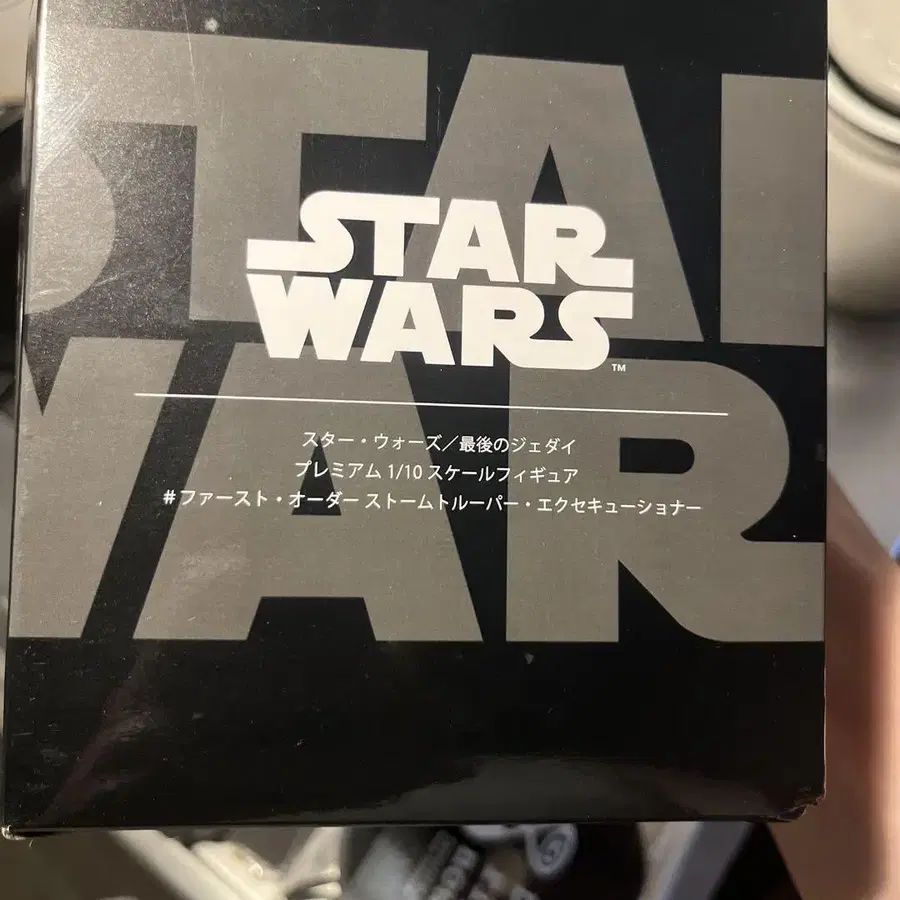 STAR
WARS
™
スター・ウォーズ／最後のジェダイ
プレミアム 1/10 スケールフィギュア
#ファースト・オーダー ストームトルーパー・エクセキューショナー